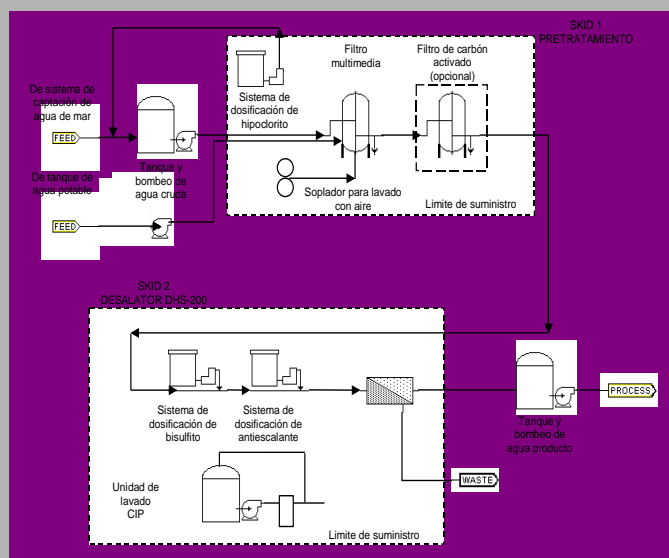 SKID 1
PRETRATAMIENTO
Filtro
multimedia
Filtro de carbón
activado
(opcional)
De sistema de
captación de
agua de mar
FEED
Sistema de
dosificación de
hipoclorito
Tanque y
bombeo de
agua cruda
De tanque de
agua potable
FEED
Soplador para lavado
con aire
Limite de suministro
SKID 2
DESALATOR DHS-200
Sistema de
dosificación de
bisulfito
Sistema de
dosificación de
antiescalante
PROCESS
Tanque y
bombeo de
agua producto
WASTE
Unidad de
lavado
CIP
Limite de suministro